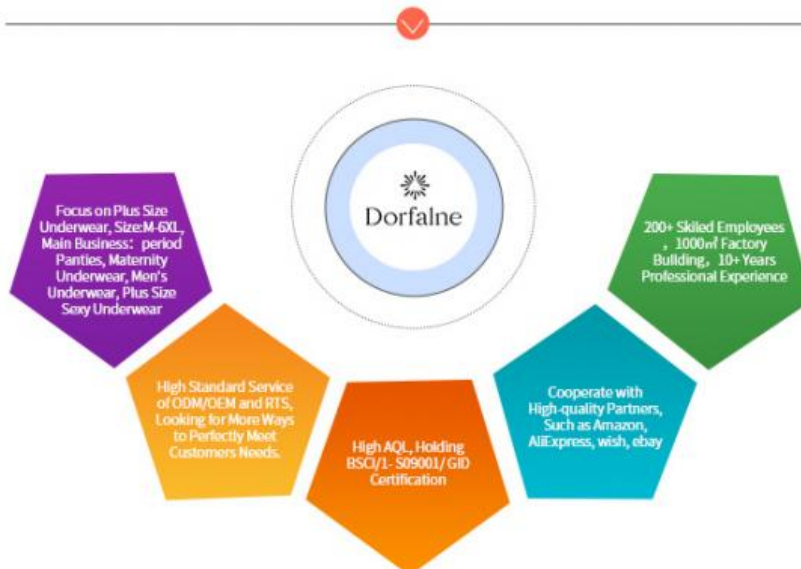 Dorfalne
Focus on Plus Size
Underwear, Size:M-6XL,
Main Business：period
Panties, Maternity
Underwear, Men's
Underwear, Plus Size
Sexy Underwear
High Standard Service
of ODM/OEM and RTS,
Looking for More Ways
to Perfectly Meet
Customers Needs.
High AQL, Holding
BSCI/1- S09001/ GID
Certification
Cooperate with
High-quality Partners,
Such as Amazon,
AliExpress, wish, ebay
200+ Skiled Employees
，1000㎡ Factory
Building，10+ Years
Professional Experience